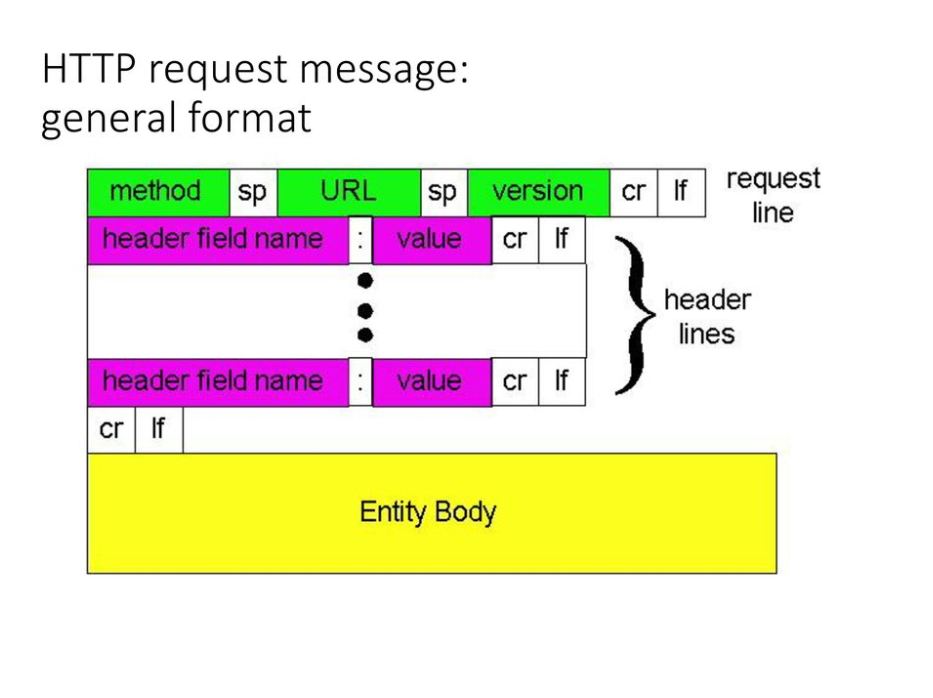 HTTP request message:
general format
method sp URL sp version cr lf
request
line
header field name : value cr lf
header
lines
header field name : value cr lf
cr lf
Entity Body